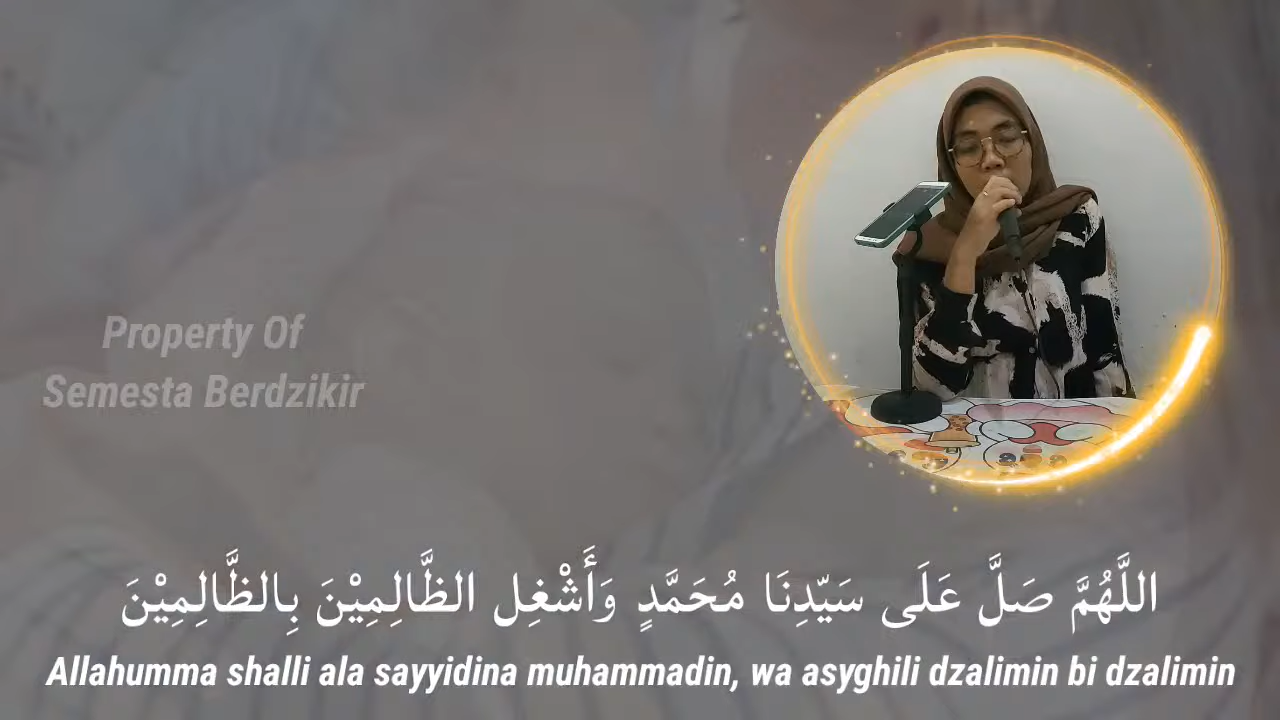 Property Of
Semesta Berdzikir
اللَّهُمَّ صَلَّ عَلَى سَيّدِنَا مُحَمَّدٍ وَأَشْغِل الظَّالِمِيْنَ بِالظَّالِمِيْنَ
Allahumma shalli ala sayyidina muhammadin, wa asyghili dzalimin bi dzalimin